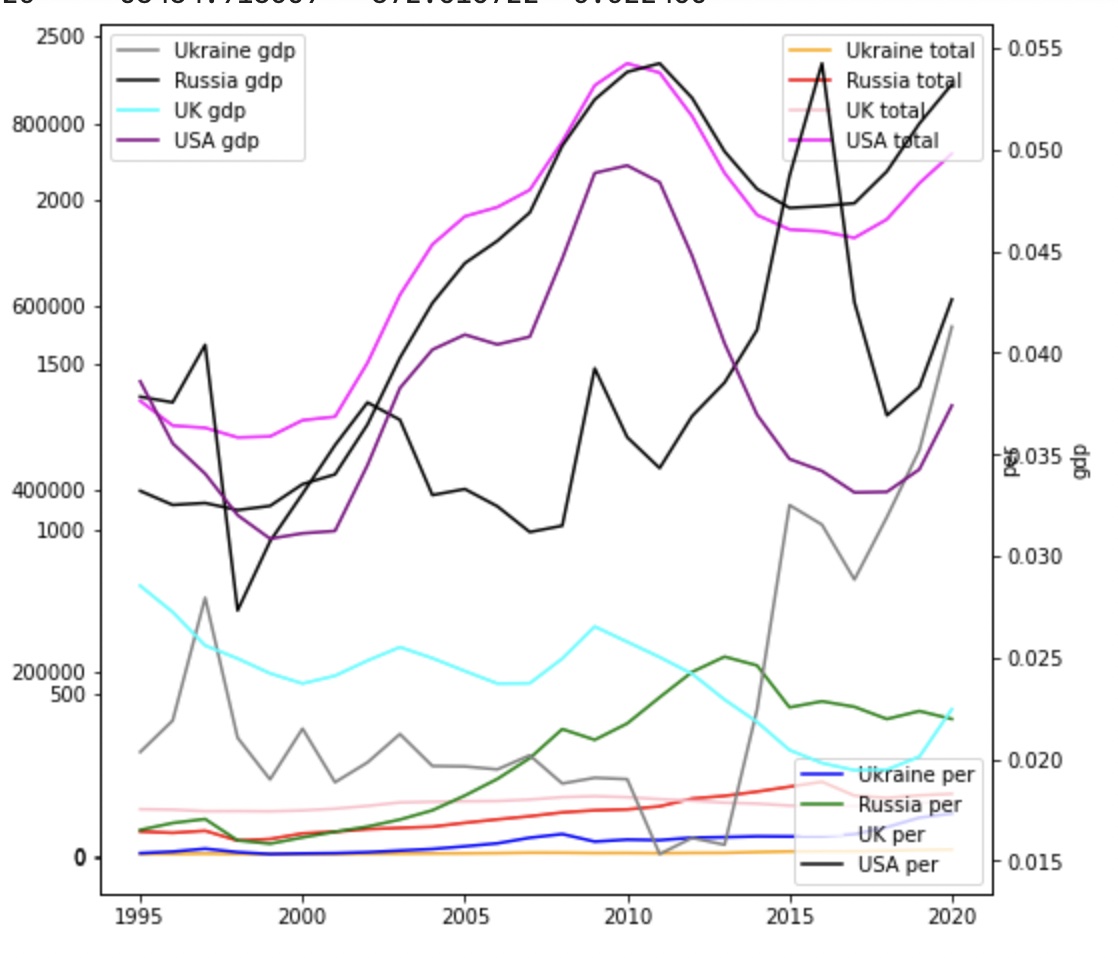 2500
800000
2000
600000
1500
400000
1000
200000
500
0
Ukraine gdp
Russia gdp
UK gdp
USA gdp
Ukraine total
Russia total
UK total
USA total
0.055
0.050
0.045
0.040
0.035
0.030
0.025
0.020
0.015
per
gdp
Ukraine per
Russia per
UK per
USA per
1995 2000 2005 2010 2015 2020